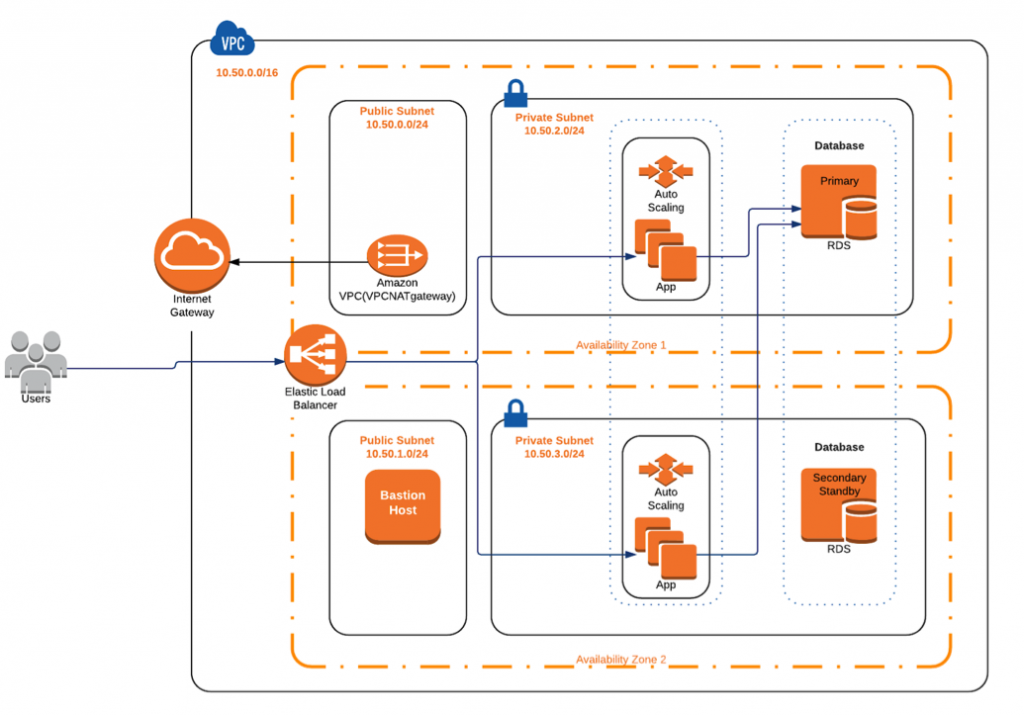 VPC
10.50.0.0/16
Public Subnet
10.50.0.0/24
Private Subnet
10.50.2.0/24
Database
Primary
RDS
Auto
Scaling
App
Amazon
VPC(VPCNATgateway)
Internet
Gateway
Availability Zone 1
Users
Elastic Load
Balancer
Public Subnet
10.50.1.0/24
Bastion
Host
Private Subnet
10.50.3.0/24
Database
Secondary
Standby
RDS
Auto
Scaling
App
Availability Zone 2